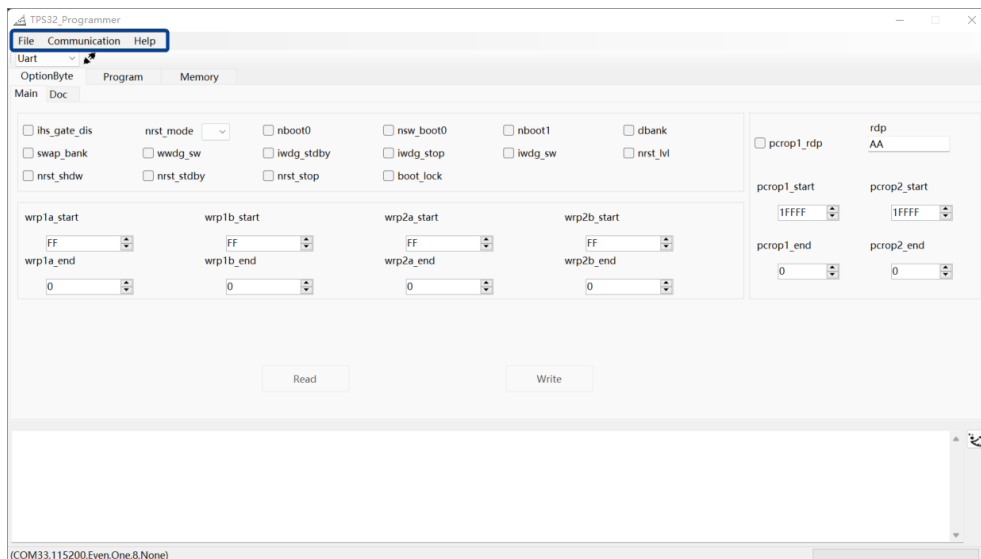 TPS32_Programmer
File Communication Help
Uart
OptionByte Program Memory
Main Doc
ihs_gate_dis nrst_mode nboot0 nsw_boot0 nboot1 dbank
swap_bank wwdg_sw iwdg_stdby iwdg_stop iwdg_sw nrst_lvl
nrst_shdw nrst_stdby nrst_stop boot_lock
rdp
pcrop1_rdp AA
pcrop1_start pcrop2_start
1FFFF 1FFFF
pcrop1_end pcrop2_end
0 0
wrp1a_start wrp1b_start wrp2a_start wrp2b_start
FF FF FF FF
wrp1a_end wrp1b_end wrp2a_end wrp2b_end
0 0 0 0
Read Write
(COM33,115200,Even,One,8,None)